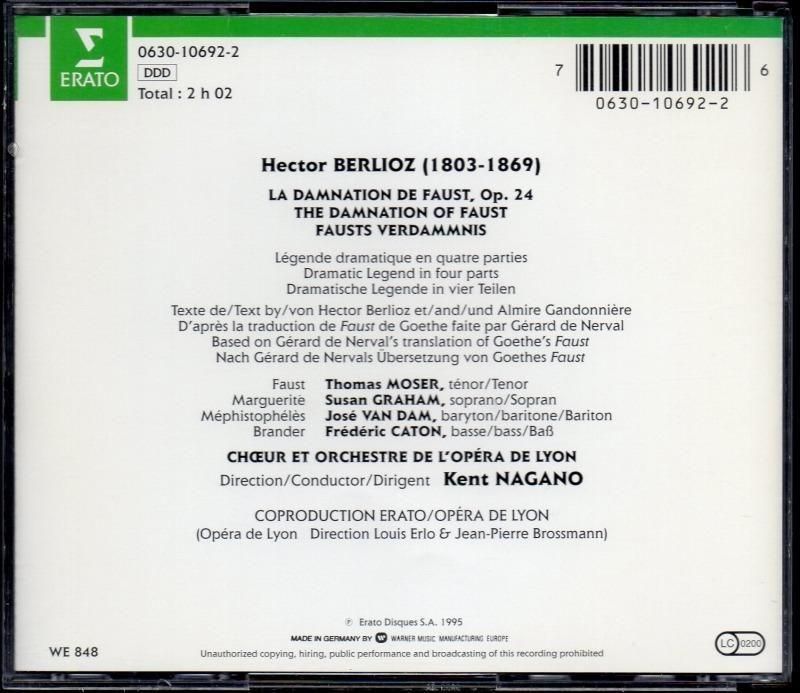 ERATO
0630-10692-2
DDD
Total : 2 h 02
7 6
0630-10692-2
Hector BERLIOZ (1803-1869)
LA DAMNATION DE FAUST, Op. 24
THE DAMNATION OF FAUST
FAUSTS VERDAMMNIS
Légende dramatique en quatre parties
Dramatic Legend in four parts
Dramatische Legende in vier Teilen
Texte de/Text by/von Hector Berlioz et/and/und Almire Gandonnière
D'après la traduction de Faust de Goethe faite par Gérard de Nerval
Based on Gérard de Nerval's translation of Goethe's Faust
Nach Gérard de Nervals Übersetzung von Goethes Faust
Faust Thomas MOSER, ténor/Tenor
Marguerite Susan GRAHAM, soprano/Sopran
Méphistophélès José VAN DAM, baryton/baritone/Bariton
Brander Frédéric CATON, basse/bass/Baß
CHŒUR ET ORCHESTRE DE L'OPÉRA DE LYON
Direction/Conductor/Dirigent Kent NAGANO
COPRODUCTION ERATO/OPÉRA DE LYON
(Opéra de Lyon Direction Louis Erlo & Jean-Pierre Brossmann)
℗ Erato Disques S.A. 1995
MADE IN GERMANY BY WARNER MUSIC MANUFACTURING EUROPE
WE 848
Unauthorized copying, hiring, public performance and broadcasting of this recording prohibited
LC 0200